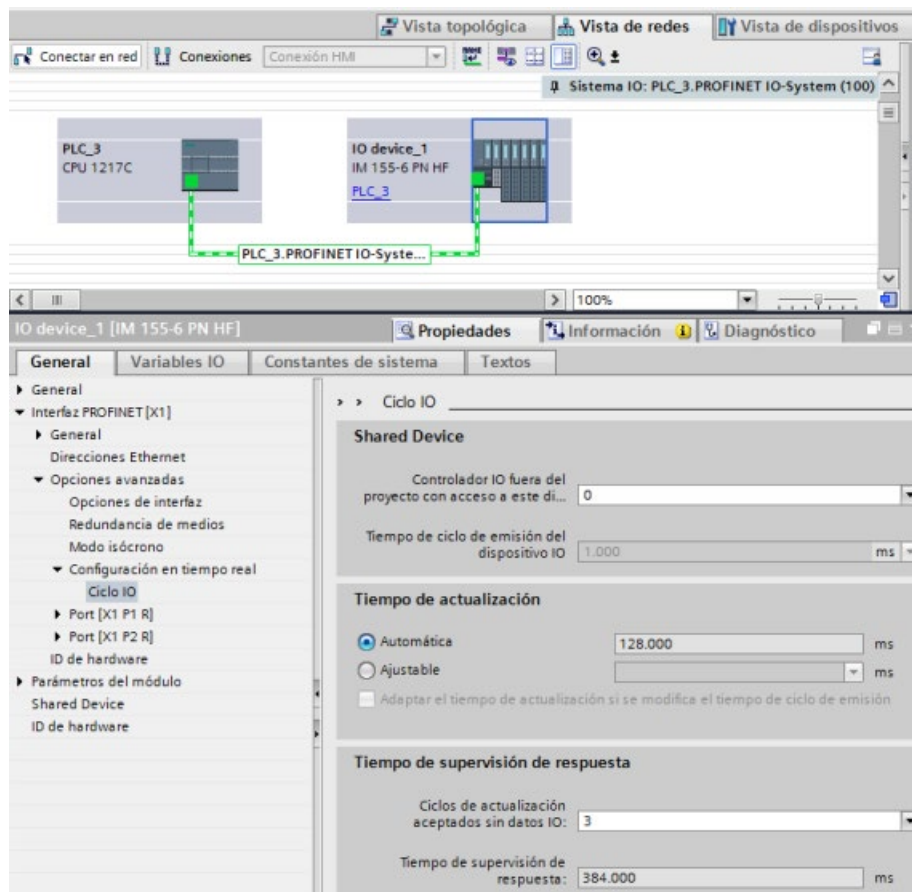 Vista topológica
Vista de redes
Vista de dispositivos
Conectar en red
Conexiones
Conexión HMI
Sistema IO: PLC_3.PROFINET IO-System (100)
PLC_3
CPU 1217C
IO device_1
IM 155-6 PN HF
PLC_3
PLC_3.PROFINET IO-Syste...
100%
IO device_1 [IM 155-6 PN HF]
Propiedades
Información
Diagnóstico
General
Variables IO
Constantes de sistema
Textos
General
Interfaz PROFINET [X1]
General
Direcciones Ethernet
Opciones avanzadas
Opciones de interfaz
Redundancia de medios
Modo isócrono
Configuración en tiempo real
Ciclo IO
Port [X1 P1 R]
Port [X1 P2 R]
ID de hardware
Parámetros del módulo
Shared Device
ID de hardware
> > Ciclo IO
Shared Device
Controlador IO fuera del
proyecto con acceso a este di... 0
Tiempo de ciclo de emisión del
dispositivo IO 1.000 ms
Tiempo de actualización
Automática 128.000 ms
Ajustable ms
Adaptar el tiempo de actualización si se modifica el tiempo de ciclo de emisión
Tiempo de supervisión de respuesta
Ciclos de actualización
aceptados sin datos IO: 3
Tiempo de supervisión de
respuesta: 384.000 ms